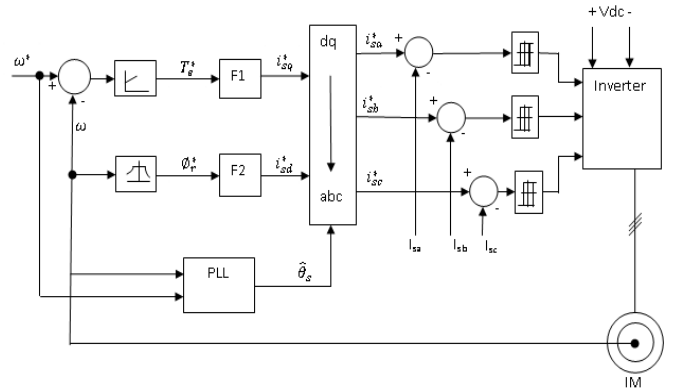 + Vdc -
dq
i*sa
+
-
ω*
+
-
T*e
F1
i*sq
Inverter
ω
i*sb
+
-
Ø*r
F2
i*sd
abc
i*sc
+
-
Isa
Isb
Isc
PLL
θ̂s
IM